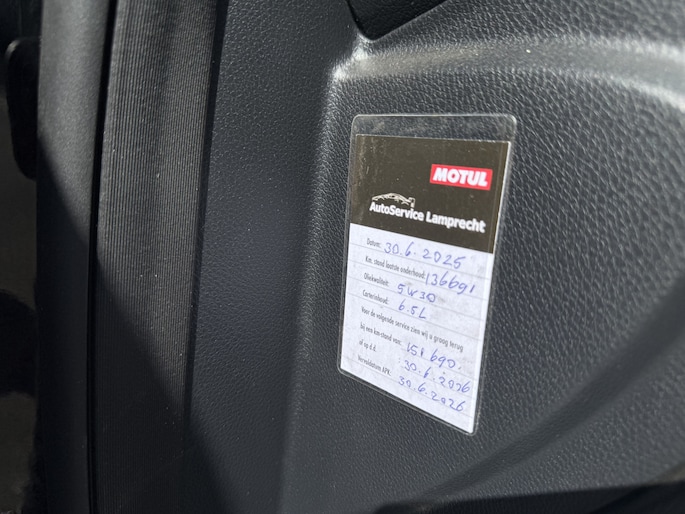 MOTUL
AutoService Lamprecht
Datum: 30.6.2025
Km. stand laatste onderhoud: 136691
Oliekwaliteit: 5W30
Carterinhoud: 6.5L
Voor de volgende service zien wij u graag terug
bij een km-stand van: 151690.
of op d.d. 30.6.2026
Vervaldatum APK: 30.6.2026